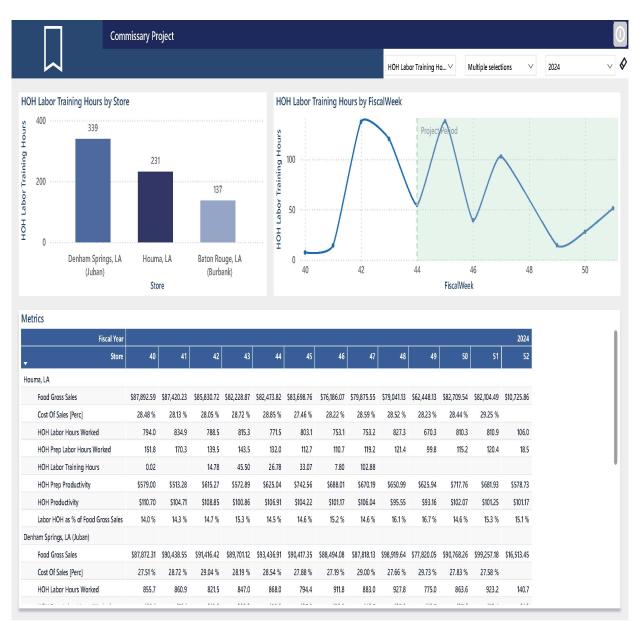 Commissary Project
HOH Labor Training Ho...
Multiple selections
2024
HOH Labor Training Hours by Store
HOH Labor Training Hours
400
200
0
339
231
137
Denham Springs, LA (Juban)
Houma, LA
Baton Rouge, LA (Burbank)
Store
HOH Labor Training Hours by FiscalWeek
HOH Labor Training Hours
100
50
0
Project Period
40 42 44 46 48 50
FiscalWeek
Metrics
Fiscal Year 2024
Store 40 41 42 43 44 45 46 47 48 49 50 51 52
Houma, LA
Food Gross Sales $87,892.59 $87,420.23 $85,830.72 $82,228.87 $82,473.82 $83,698.76 $76,186.07 $79,875.55 $79,041.13 $62,448.13 $82,709.54 $82,104.49 $10,725.86
Cost Of Sales [Perc] 28.48 % 28.13 % 28.05 % 28.72 % 28.85 % 27.46 % 28.22 % 28.59 % 28.52 % 28.23 % 28.44 % 29.25 %
HOH Labor Hours Worked 794.0 834.9 788.5 815.3 771.5 803.1 753.1 753.2 827.3 670.3 810.3 810.9 106.0
HOH Prep Labor Hours Worked 151.8 170.3 139.5 143.5 132.0 112.7 110.7 119.2 121.4 99.8 115.2 120.4 18.5
HOH Labor Training Hours 0.02 14.78 45.50 26.78 33.07 7.80 102.88
HOH Prep Productivity $579.00 $513.28 $615.27 $572.89 $625.04 $742.56 $688.01 $670.19 $650.99 $625.94 $717.76 $681.93 $578.73
HOH Productivity $110.70 $104.71 $108.85 $100.86 $106.91 $104.22 $101.17 $106.04 $95.55 $93.16 $102.07 $101.25 $101.17
Labor HOH as % of Food Gross Sales 14.0 % 14.3 % 14.7 % 15.3 % 14.5 % 14.6 % 15.2 % 14.6 % 16.1 % 16.7 % 14.6 % 15.3 % 15.1 %
Denham Springs, LA (Juban)
Food Gross Sales $87,872.31 $90,438.55 $91,416.42 $89,701.12 $93,436.91 $90,417.35 $88,494.08 $87,818.13 $98,919.64 $77,820.05 $90,768.26 $99,257.18 $16,513.45
Cost Of Sales [Perc] 27.51 % 28.72 % 29.04 % 28.19 % 28.54 % 27.88 % 27.19 % 29.00 % 27.66 % 29.73 % 27.83 % 27.58 %
HOH Labor Hours Worked 855.7 860.9 821.5 847.0 868.0 794.4 911.8 883.0 927.8 775.0 863.6 923.2 140.7